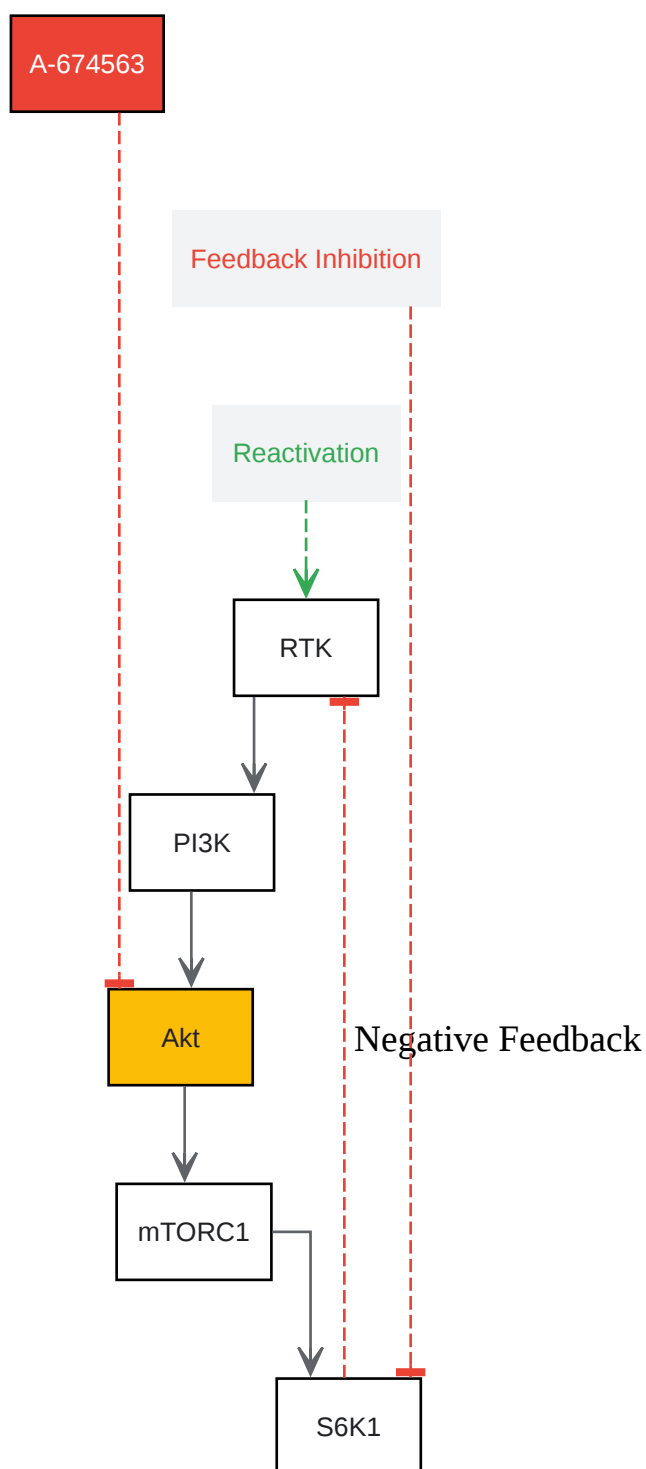 A-674563
Feedback Inhibition
Reactivation
RTK
PI3K
Akt
Negative Feedback
mTORC1
S6K1